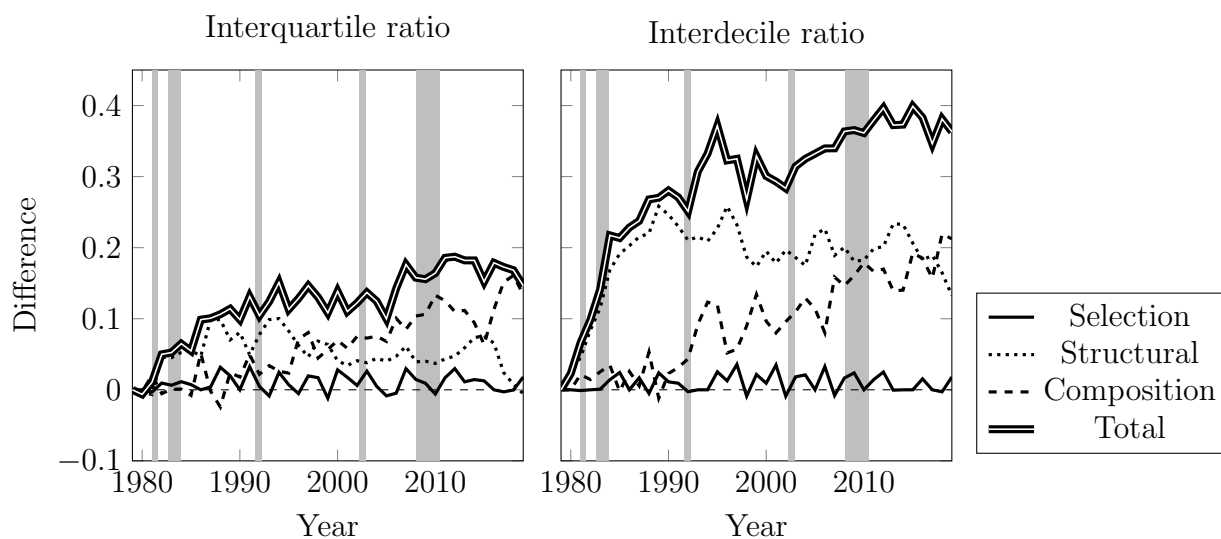 Interquartile ratio
Interdecile ratio
Difference
0.4
0.3
0.2
0.1
0
−0.1
1980 1990 2000 2010
1980 1990 2000 2010
Year
Year
Selection
Structural
Composition
Total